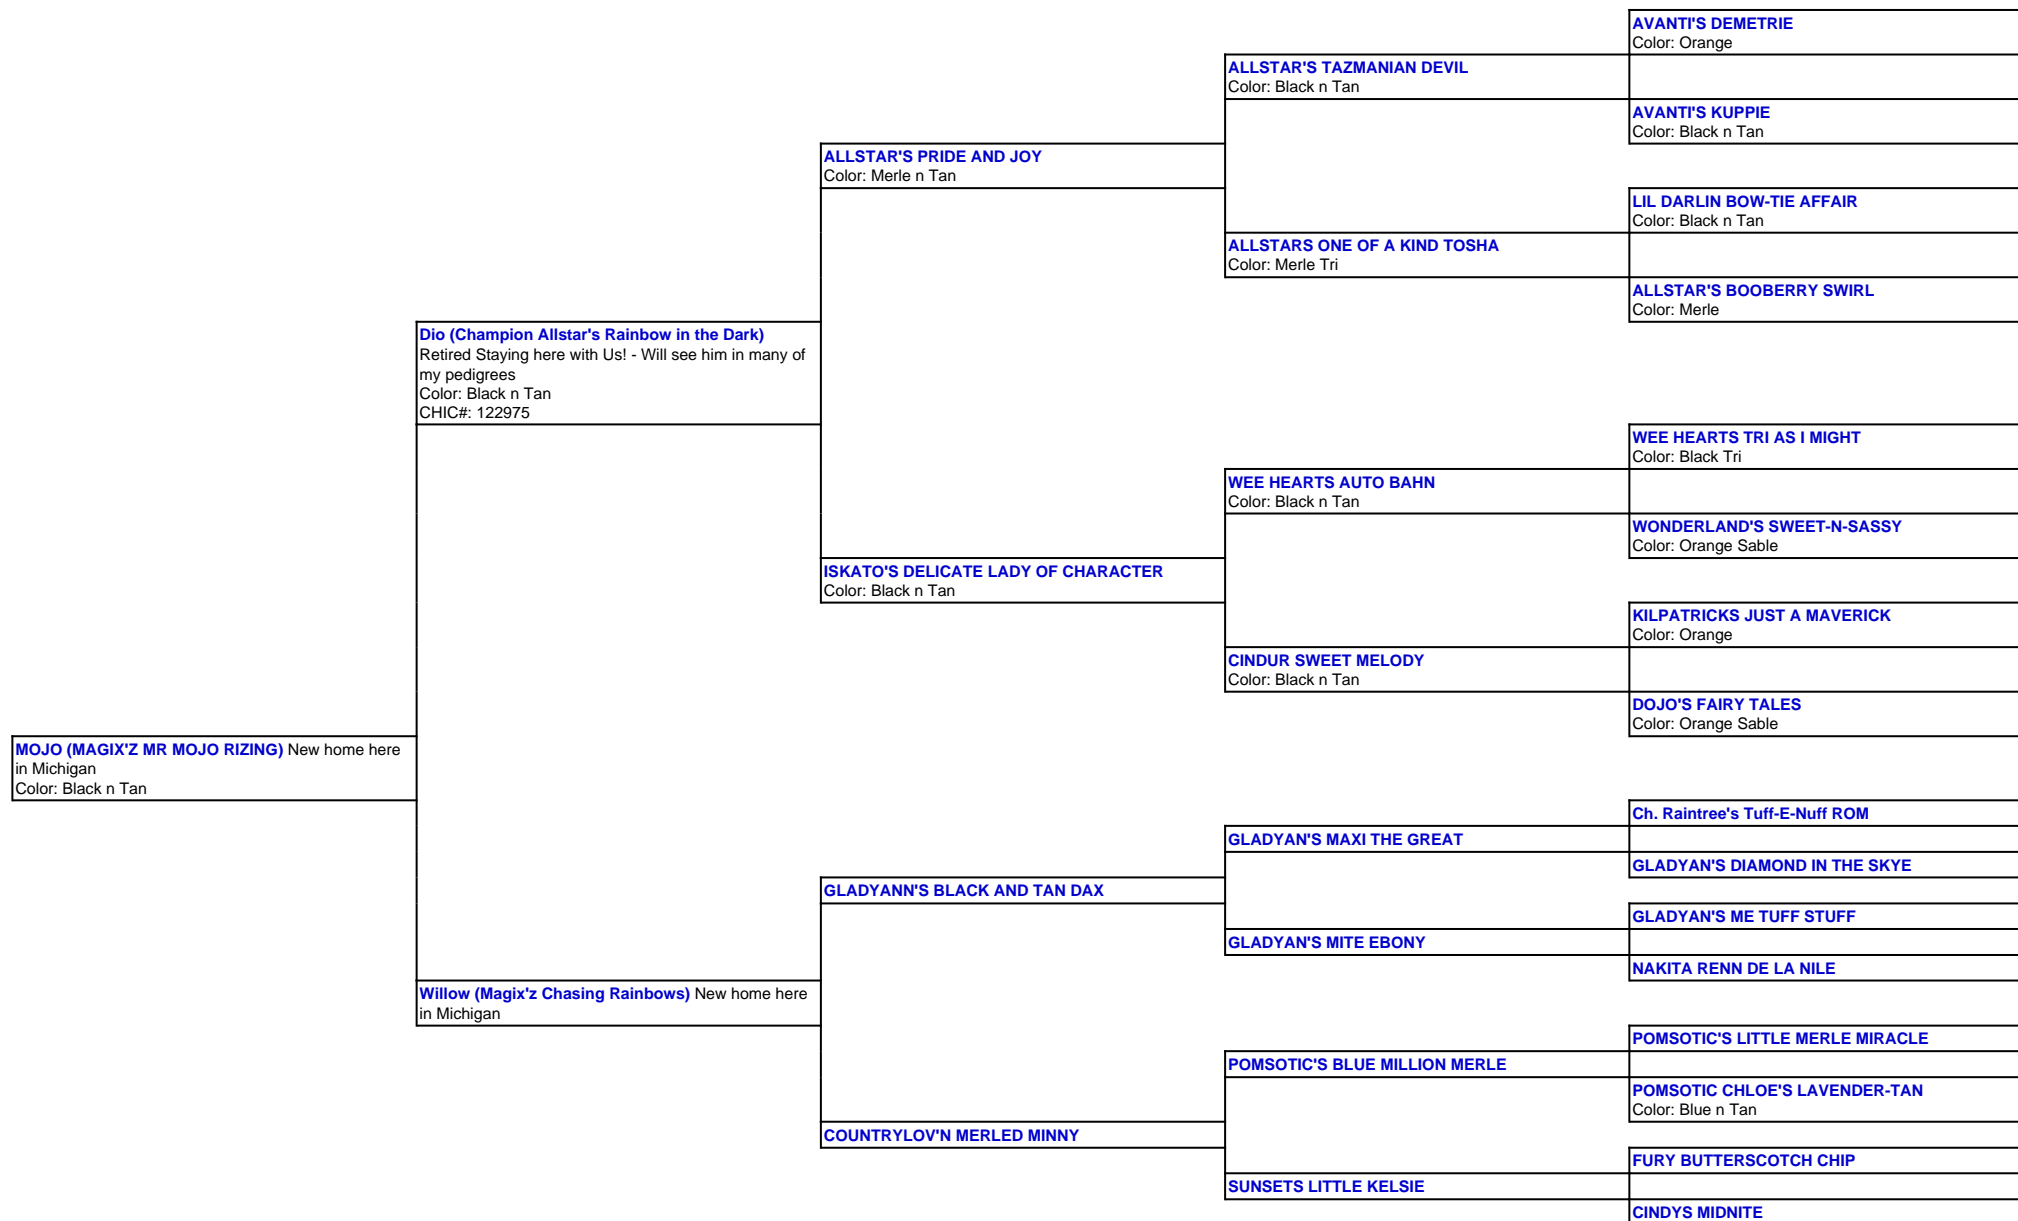 AVANTI'S DEMETRIE
Color: Orange
ALLSTAR'S TAZMANIAN DEVIL
Color: Black n Tan
AVANTI'S KUPPIE
Color: Black n Tan
ALLSTAR'S PRIDE AND JOY
Color: Merle n Tan
LIL DARLIN BOW-TIE AFFAIR
Color: Black n Tan
ALLSTARS ONE OF A KIND TOSHA
Color: Merle Tri
ALLSTAR'S BOOBERRY SWIRL
Color: Merle
Dio (Champion Allstar's Rainbow in the Dark)
Retired Staying here with Us! - Will see him in many of
my pedigrees
Color: Black n Tan
CHIC#: 122975
WEE HEARTS TRI AS I MIGHT
Color: Black Tri
WEE HEARTS AUTO BAHN
Color: Black n Tan
WONDERLAND'S SWEET-N-SASSY
Color: Orange Sable
ISKATO'S DELICATE LADY OF CHARACTER
Color: Black n Tan
KILPATRICKS JUST A MAVERICK
Color: Orange
CINDUR SWEET MELODY
Color: Black n Tan
DOJO'S FAIRY TALES
Color: Orange Sable
MOJO (MAGIX'Z MR MOJO RIZING) New home here
in Michigan
Color: Black n Tan
Ch. Raintree's Tuff-E-Nuff ROM
GLADYAN'S MAXI THE GREAT
GLADYAN'S DIAMOND IN THE SKYE
GLADYANN'S BLACK AND TAN DAX
GLADYAN'S ME TUFF STUFF
GLADYAN'S MITE EBONY
NAKITA RENN DE LA NILE
Willow (Magix'z Chasing Rainbows) New home here
in Michigan
POMSOTIC'S LITTLE MERLE MIRACLE
POMSOTIC'S BLUE MILLION MERLE
POMSOTIC CHLOE'S LAVENDER-TAN
Color: Blue n Tan
COUNTRYLOV'N MERLED MINNY
FURY BUTTERSCOTCH CHIP
SUNSETS LITTLE KELSIE
CINDYS MIDNITE